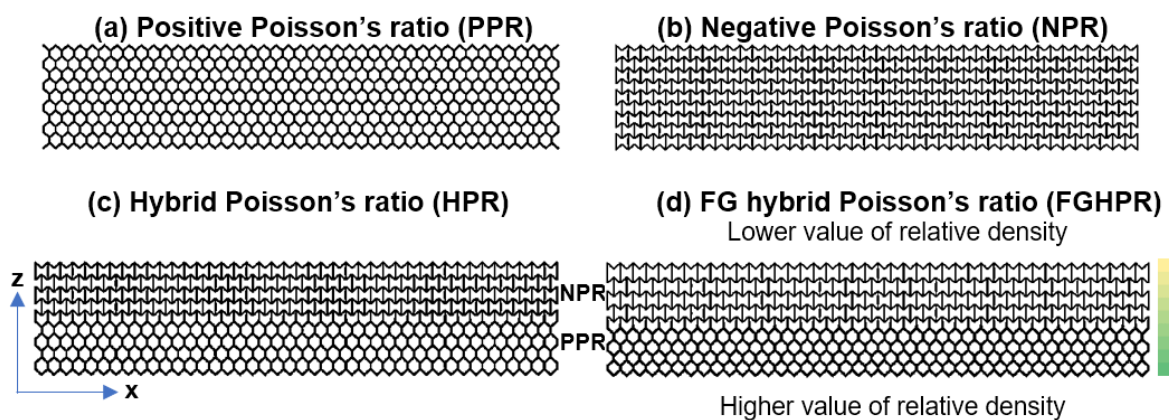 (a) Positive Poisson's ratio (PPR)
(b) Negative Poisson's ratio (NPR)
(c) Hybrid Poisson's ratio (HPR)
(d) FG hybrid Poisson's ratio (FGHPR)
Lower value of relative density
z
NPR
PPR
x
Higher value of relative density